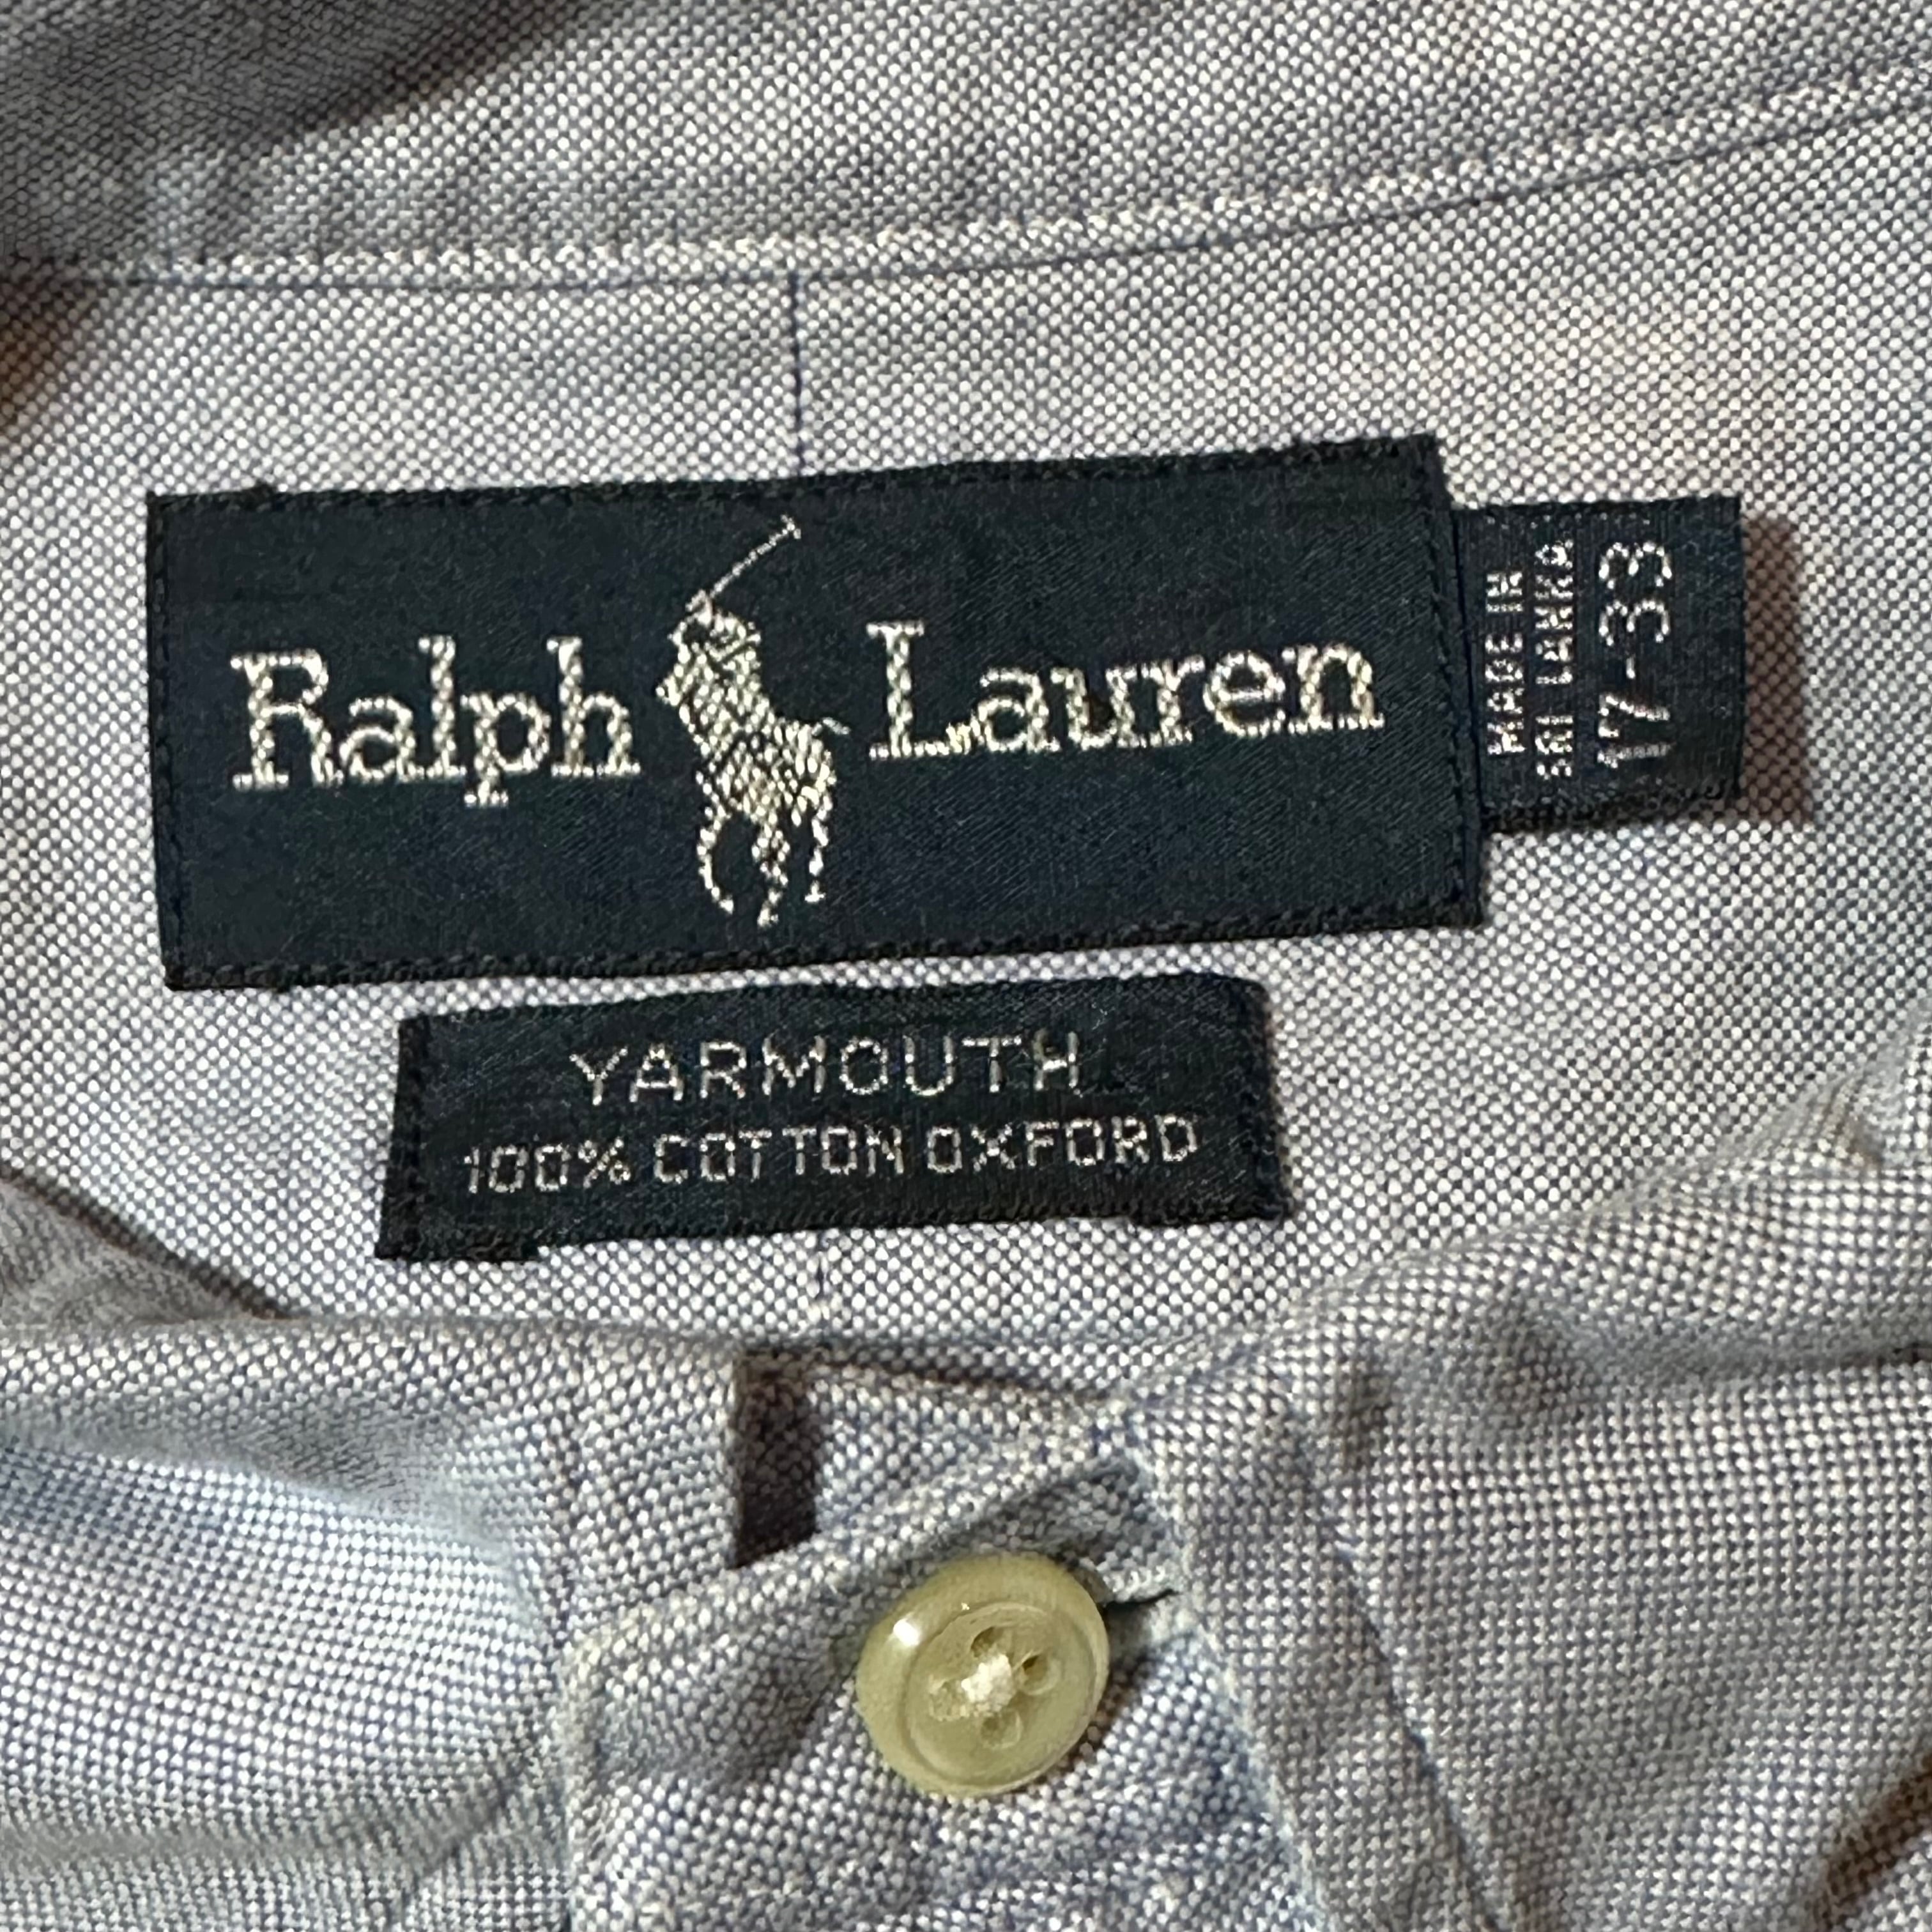 Ralph Lauren
MADE IN
SRI LANKA
17-33
YARMOUTH
100% COTTON OXFORD